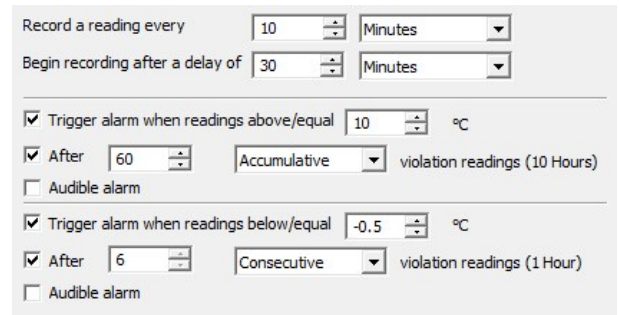 Record a reading every 10 Minutes
Begin recording after a delay of 30 Minutes
Trigger alarm when readings above/equal 10 ºC
After 60 Accumulative violation readings (10 Hours)
Audible alarm
Trigger alarm when readings below/equal -0.5 ºC
After 6 Consecutive violation readings (1 Hour)
Audible alarm